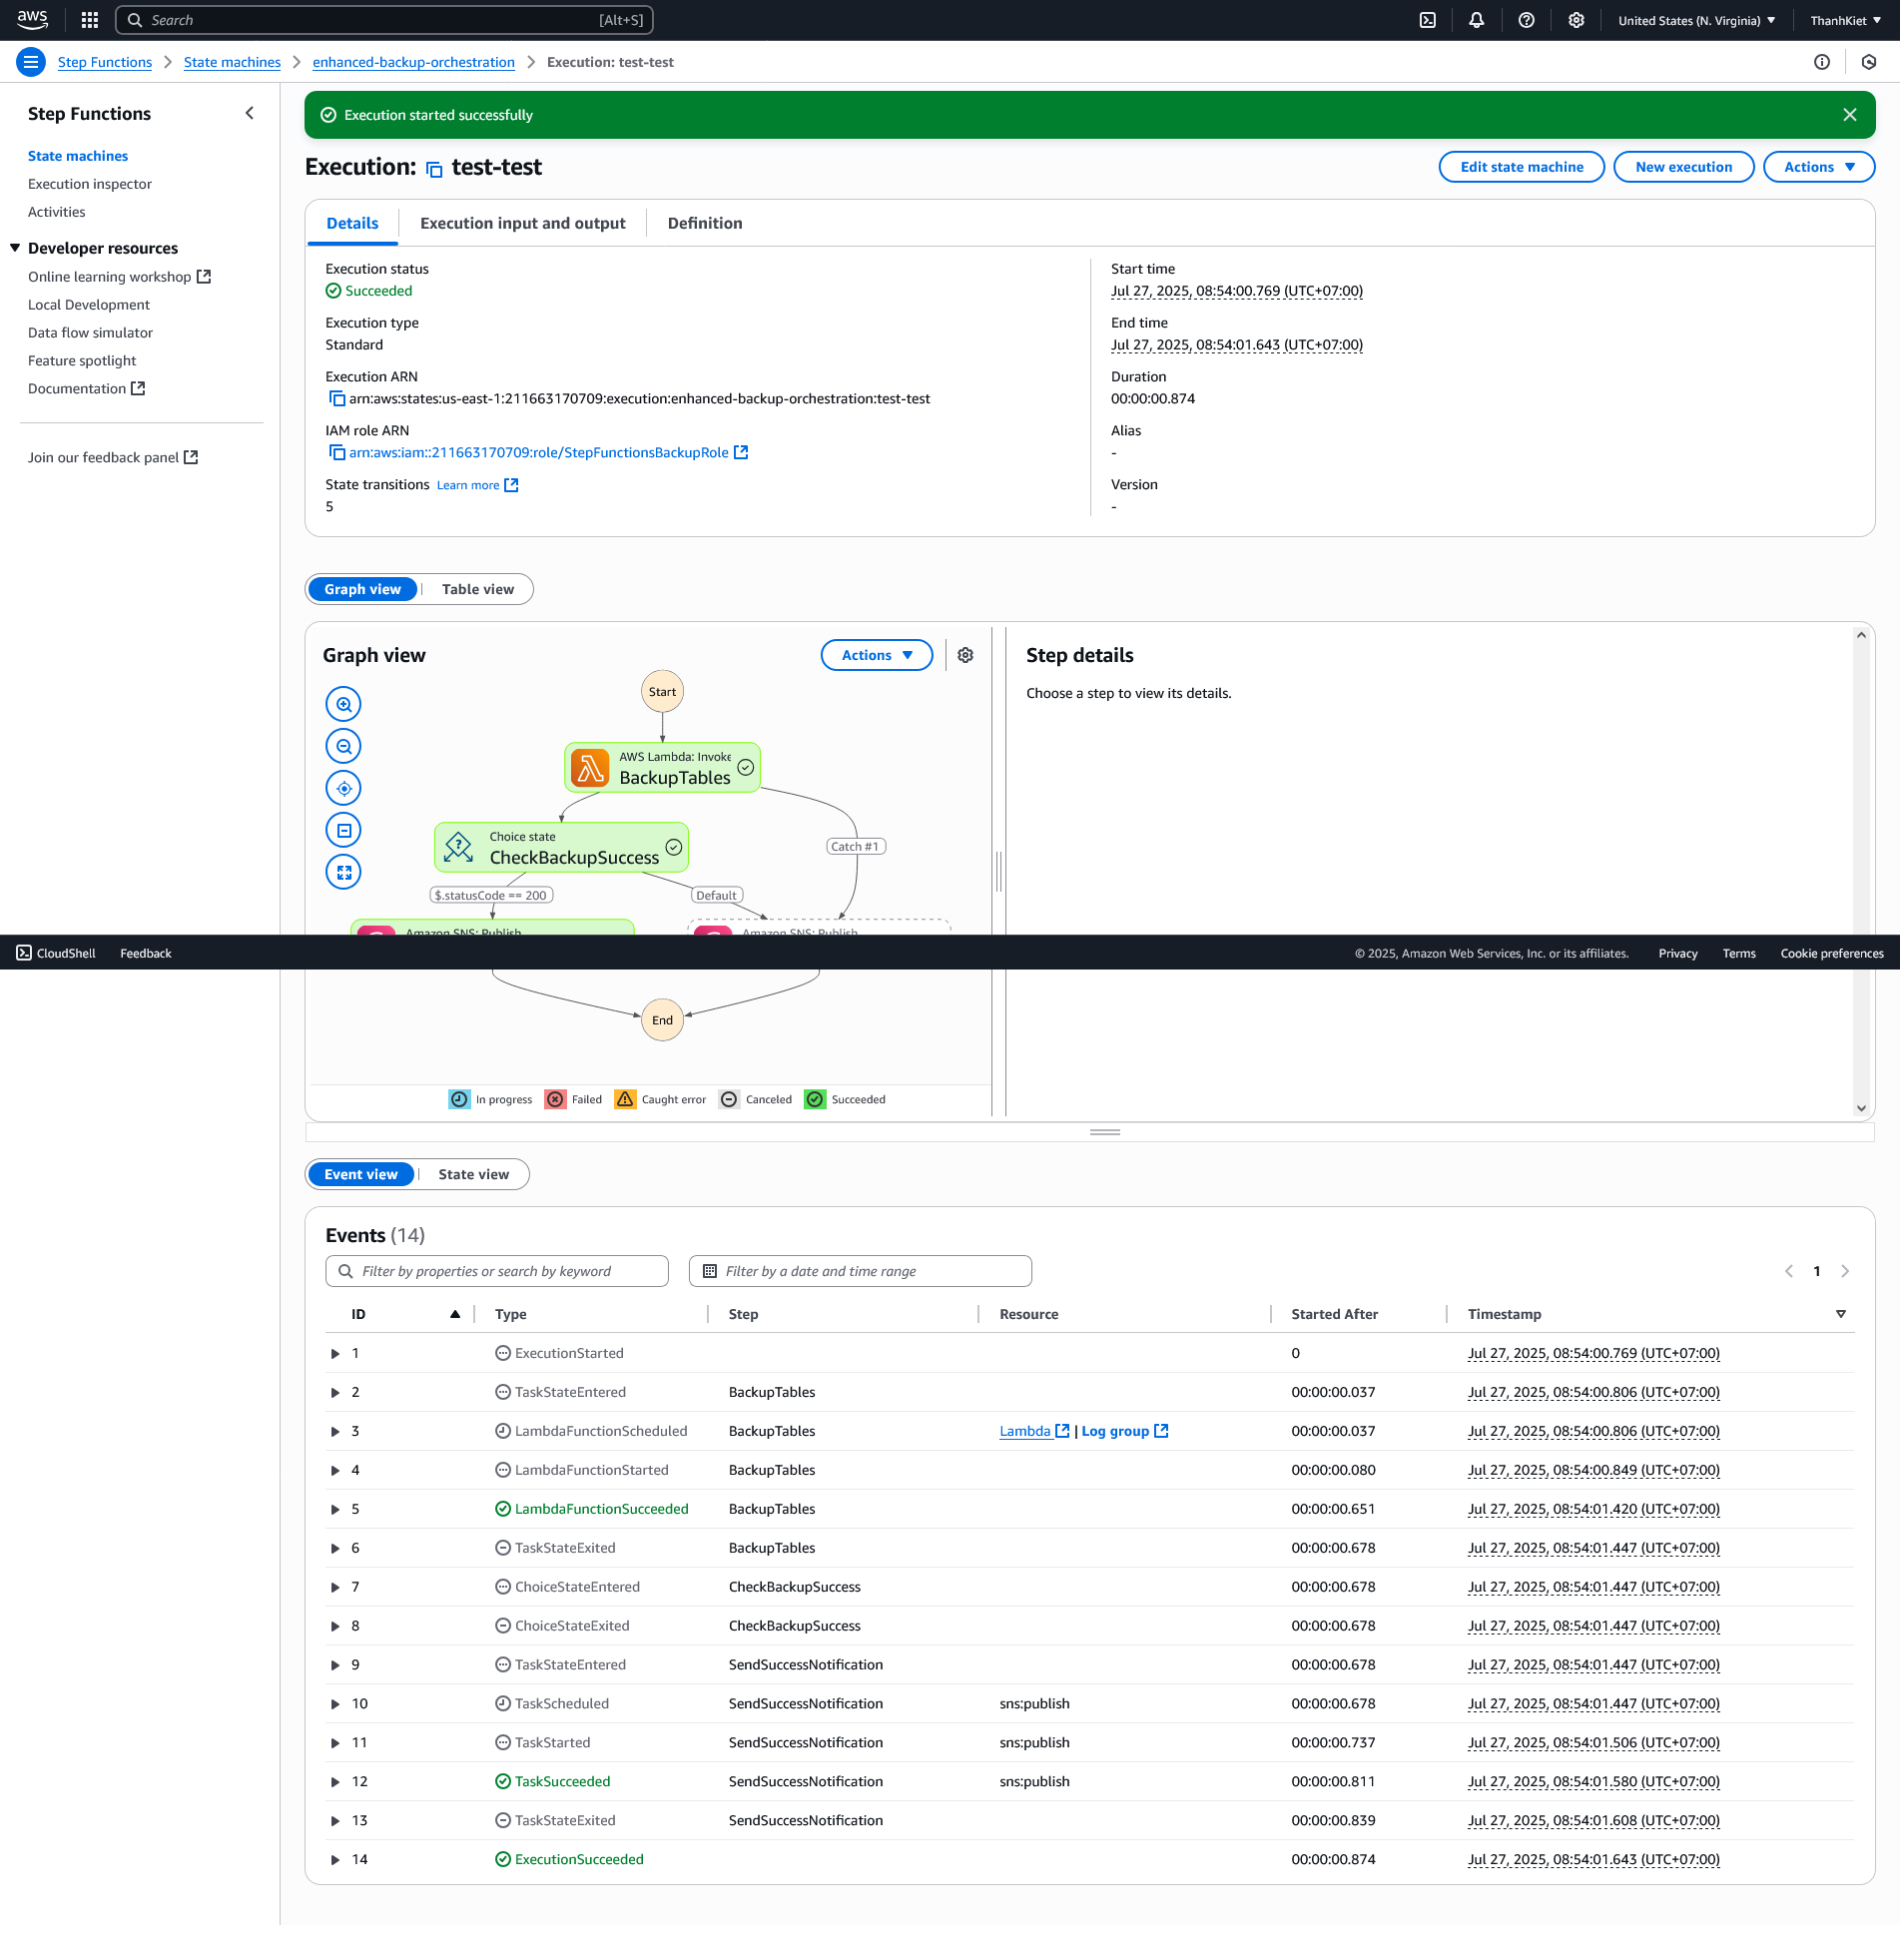 aws Search [Alt+S] United States (N. Virginia) ThanhKiet
Step Functions State machines enhanced-backup-orchestration Execution: test-test
Step Functions
State machines
Execution inspector
Activities
Developer resources
Online learning workshop
Local Development
Data flow simulator
Feature spotlight
Documentation
Join our feedback panel
Execution started successfully
Execution: test-test
Edit state machine New execution Actions
Details Execution input and output Definition
Execution status
Succeeded
Execution type
Standard
Execution ARN
arn:aws:states:us-east-1:211663170709:execution:enhanced-backup-orchestration:test-test
IAM role ARN
arn:aws:iam::211663170709:role/StepFunctionsBackupRole
State transitions Learn more
5
Start time
Jul 27, 2025, 08:54:00.769 (UTC+07:00)
End time
Jul 27, 2025, 08:54:01.643 (UTC+07:00)
Duration
00:00:00.874
Alias
-
Version
-
Graph view Table view
Graph view Actions
Start
AWS Lambda: Invoke
BackupTables
Choice state
CheckBackupSuccess
Catch #1
$.statusCode == 200 Default
Amazon SNS: Publish Amazon SNS: Publish
Step details
Choose a step to view its details.
CloudShell Feedback © 2025, Amazon Web Services, Inc. or its affiliates. Privacy Terms Cookie preferences
End
In progress Failed Caught error Canceled Succeeded
Event view State view
Events (14)
Filter by properties or search by keyword Filter by a date and time range 1
ID Type Step Resource Started After Timestamp
1 ExecutionStarted 0 Jul 27, 2025, 08:54:00.769 (UTC+07:00)
2 TaskStateEntered BackupTables 00:00:00.037 Jul 27, 2025, 08:54:00.806 (UTC+07:00)
3 LambdaFunctionScheduled BackupTables Lambda | Log group 00:00:00.037 Jul 27, 2025, 08:54:00.806 (UTC+07:00)
4 LambdaFunctionStarted BackupTables 00:00:00.080 Jul 27, 2025, 08:54:00.849 (UTC+07:00)
5 LambdaFunctionSucceeded BackupTables 00:00:00.651 Jul 27, 2025, 08:54:01.420 (UTC+07:00)
6 TaskStateExited BackupTables 00:00:00.678 Jul 27, 2025, 08:54:01.447 (UTC+07:00)
7 ChoiceStateEntered CheckBackupSuccess 00:00:00.678 Jul 27, 2025, 08:54:01.447 (UTC+07:00)
8 ChoiceStateExited CheckBackupSuccess 00:00:00.678 Jul 27, 2025, 08:54:01.447 (UTC+07:00)
9 TaskStateEntered SendSuccessNotification 00:00:00.678 Jul 27, 2025, 08:54:01.447 (UTC+07:00)
10 TaskScheduled SendSuccessNotification sns:publish 00:00:00.678 Jul 27, 2025, 08:54:01.447 (UTC+07:00)
11 TaskStarted SendSuccessNotification sns:publish 00:00:00.737 Jul 27, 2025, 08:54:01.506 (UTC+07:00)
12 TaskSucceeded SendSuccessNotification sns:publish 00:00:00.811 Jul 27, 2025, 08:54:01.580 (UTC+07:00)
13 TaskStateExited SendSuccessNotification 00:00:00.839 Jul 27, 2025, 08:54:01.608 (UTC+07:00)
14 ExecutionSucceeded 00:00:00.874 Jul 27, 2025, 08:54:01.643 (UTC+07:00)